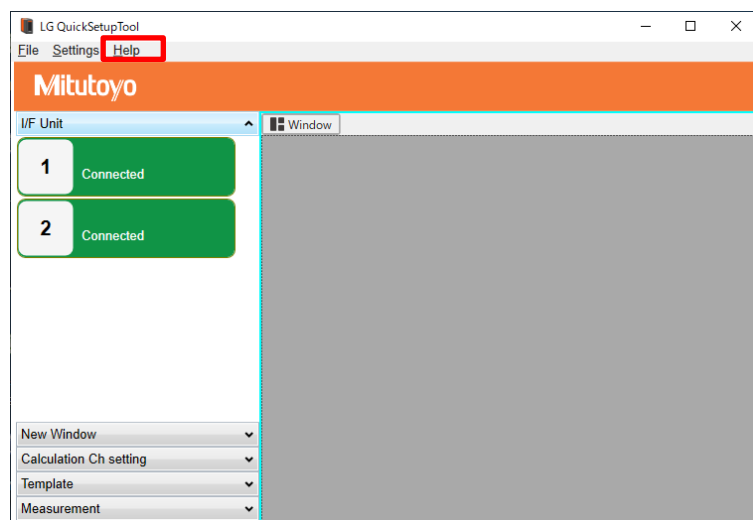 LG QuickSetupTool
File Settings Help
Mitutoyo
I/F Unit
Window
1 Connected
2 Connected
New Window
Calculation Ch setting
Template
Measurement